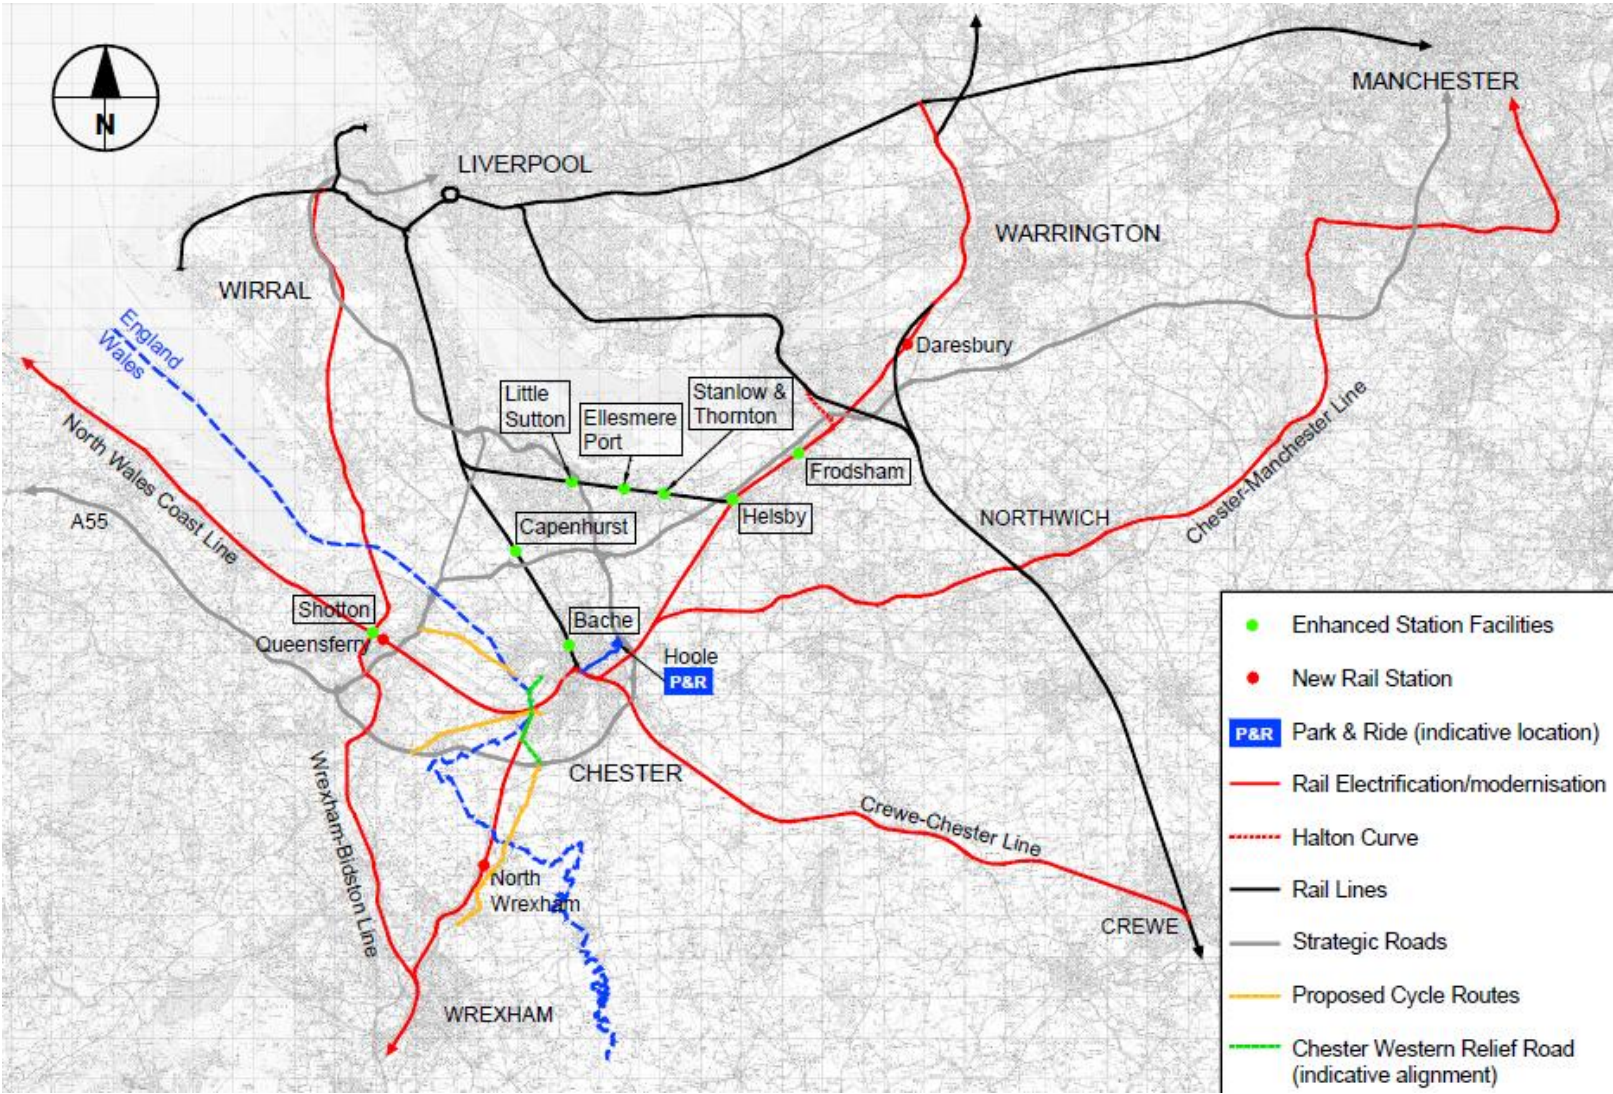 N
LIVERPOOL
MANCHESTER
WARRINGTON
WIRRAL
England
Wales
Daresbury
Little
Sutton
Ellesmere
Port
Stanlow &
Thornton
Frodsham
Helsby
Capenhurst
NORTHWICH
Chester-Manchester Line
North Wales Coast Line
A55
Shotton
Queensferry
Bache
Hoole
P&R
CHESTER
Wrexham-Bidston Line
Crewe-Chester Line
North
Wrexham
CREWE
WREXHAM
Enhanced Station Facilities
New Rail Station
P&R Park & Ride (indicative location)
Rail Electrification/modernisation
Halton Curve
Rail Lines
Strategic Roads
Proposed Cycle Routes
Chester Western Relief Road
(indicative alignment)